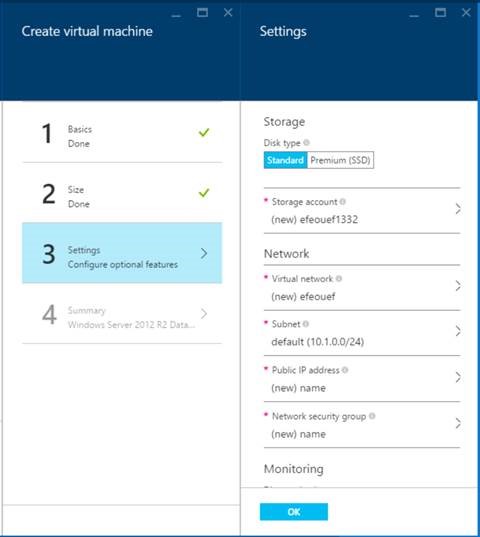 Create virtual machine
1
Basics
Done
2
Size
Done
3
Settings
Configure optional features
4
Summary
Windows Server 2012 R2 Data...
Settings
Storage
Disk type
Standard Premium (SSD)
* Storage account
(new) efeouef1332
Network
* Virtual network
(new) efeouef
* Subnet
default (10.1.0.0/24)
* Public IP address
(new) name
* Network security group
(new) name
Monitoring
OK